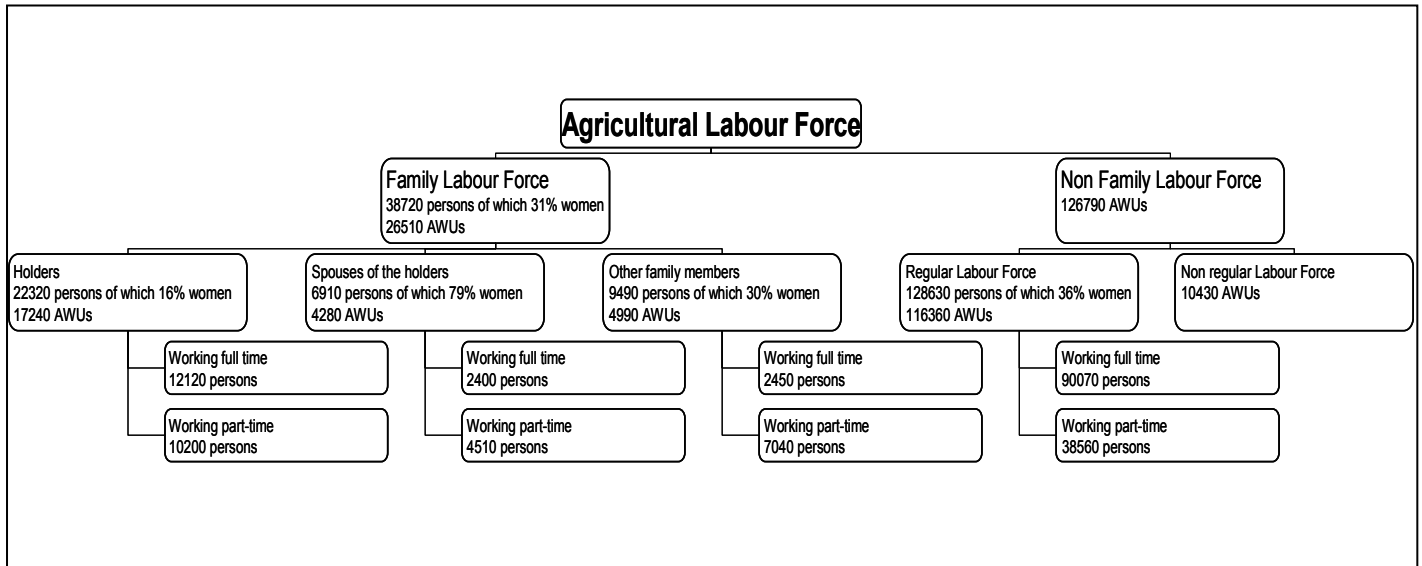 Agricultural Labour Force
Family Labour Force
38720 persons of which 31% women
26510 AWUs
Non Family Labour Force
126790 AWUs
Holders
22320 persons of which 16% women
17240 AWUs
Spouses of the holders
6910 persons of which 79% women
4280 AWUs
Other family members
9490 persons of which 30% women
4990 AWUs
Regular Labour Force
128630 persons of which 36% women
116360 AWUs
Non regular Labour Force
10430 AWUs
Working full time
12120 persons
Working full time
2400 persons
Working full time
2450 persons
Working full time
90070 persons
Working part-time
10200 persons
Working part-time
4510 persons
Working part-time
7040 persons
Working part-time
38560 persons